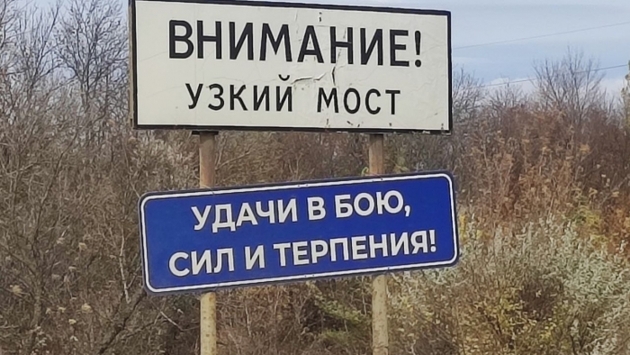 ВНИМАНИЕ!
УЗКИЙ МОСТ
УДАЧИ В БОЮ,
СИЛ И ТЕРПЕНИЯ!